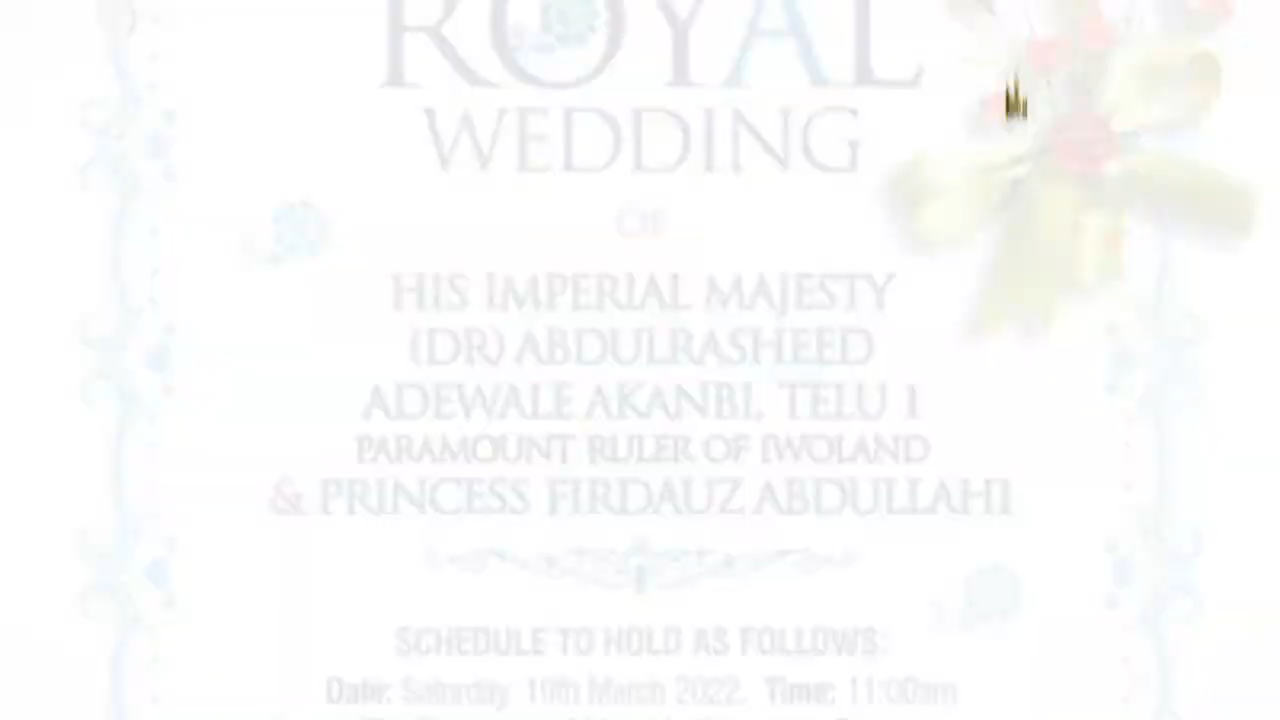 ROYAL
WEDDING
OF
HIS IMPERIAL MAJESTY
(DR) ABDULRASHEED
ADEWALE AKANBI, TELU 1
PARAMOUNT RULER OF IWOLAND
& PRINCESS FIRDAUZ ABDULLAHI
SCHEDULE TO HOLD AS FOLLOWS:
Date: Saturday, 19th March 2022. Time: 11:00am